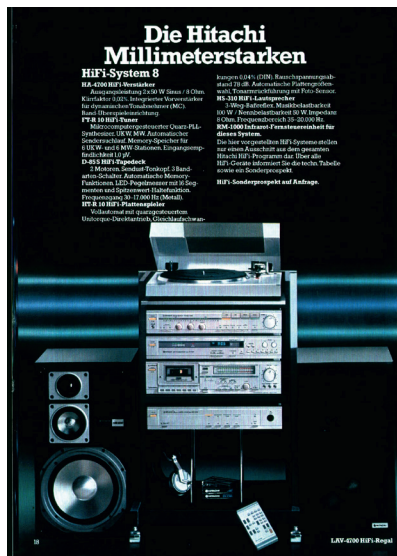 Die Hitachi
Millimeterstarken
HiFi-System 8
HA-4700 HiFi-Verstärker
Ausgangsleistung 2 x 50 W Sinus / 8 Ohm,
Klirrfaktor 0,02%. Integrierter Vorverstärker
für dynamischen Tonabnehmer (MC).
Band-Überspieleinrichtung.
FT-R 10 HiFi-Tuner
Mikrocomputergesteuerter Quarz-PLL-
Synthesizer. UKW, MW. Automatischer
Sendersuchlauf. Memory-Speicher für
6 UKW- und 6 MW-Stationen. Eingangsemp-
findlichkeit 1,0 µV.
D-85 S HiFi-Tapedeck
2 Motoren, Sendust-Tonkopf. 3 Band-
arten-Schalter. Automatische Memory-
Funktionen. LED-Pegelmesser mit 16 Seg-
menten und Spitzenwert-Haltefunktion.
Frequenzgang 30-17.000 Hz (Metall).
HT-R 10 HiFi-Plattenspieler
Vollautomat mit quarzgesteuertem
Unitorque-Direktantrieb, Gleichlaufschwan-
kungen 0,04% (DIN), Rauschspannungsab-
stand 78 dB. Automatische Plattengrößen-
wahl, Tonarmrückführung mit Foto-Sensor.
HS-310 HiFi-Lautsprecher
3-Weg-Baßreflex. Musikbelastbarkeit
100 W / Nennbelastbarkeit 50 W Impedanz
8 Ohm, Frequenzbereich 35-20.000 Hz.
RM-1000 Infrarot-Fernsteuereinheit für
dieses System.
Die hier vorgestellten HiFi-Systeme stellen
nur einen Ausschnitt aus dem gesamten
Hitachi HiFi-Programm dar. Über alle
HiFi-Geräte informiert Sie die techn. Tabelle
sowie ein Sonderprospekt.
HiFi-Sonderprospekt auf Anfrage.
18
LAV-4700 HiFi-Regal